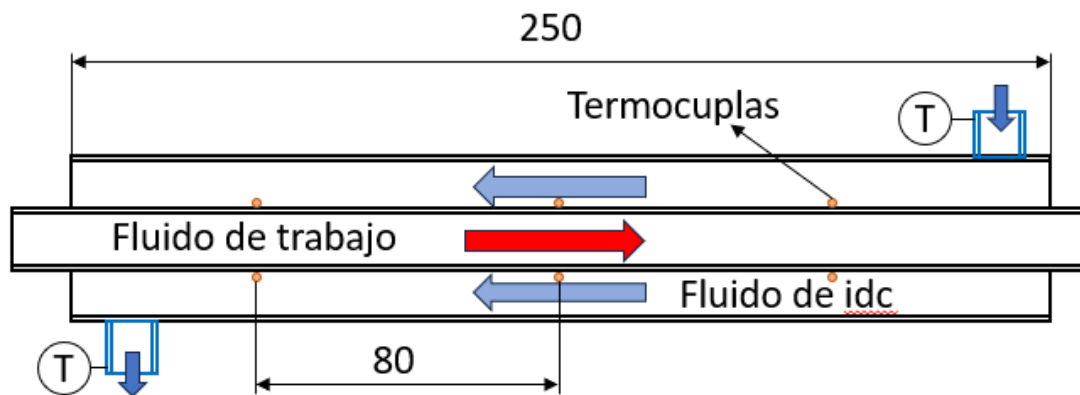 250
Termocuplas
T
Fluido de trabajo
Fluido de idc
T
80